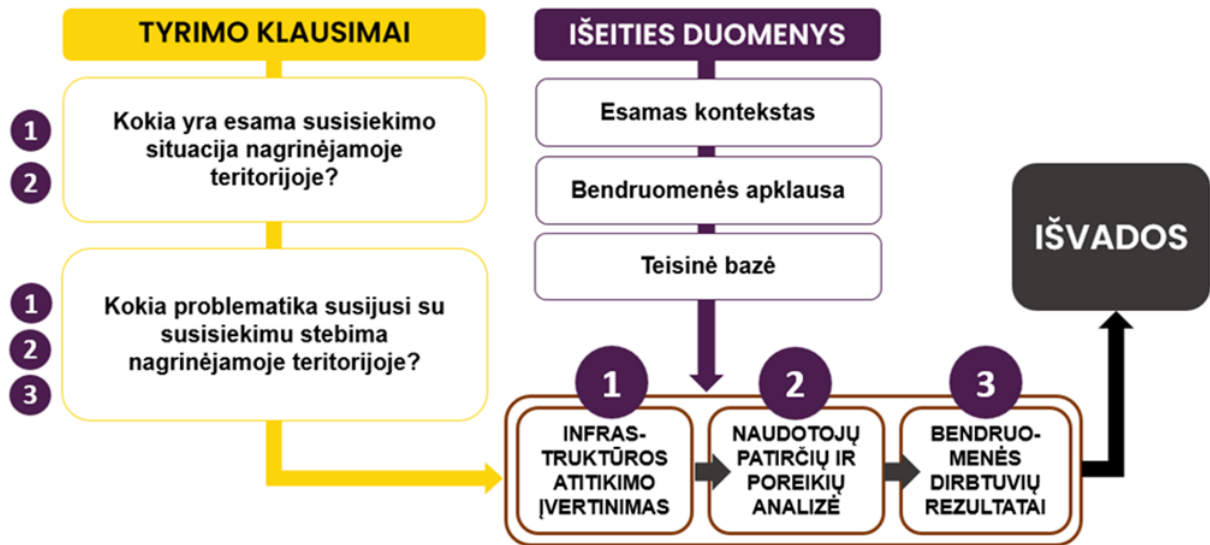 TYRIMO KLAUSIMAI
1
2
Kokia yra esama susisiekimo
situacija nagrinėjamoje
teritorijoje?
1
2
3
Kokia problematika susijusi su
susisiekimu stebima
nagrinėjamoje teritorijoje?
IŠEITIES DUOMENYS
Esamas kontekstas
Bendruomenės apklausa
Teisinė bazė
1
INFRAS-
TRUKTŪROS
ATITIKIMO
ĮVERTINIMAS
2
NAUDOTOJŲ
PATIRČIŲ IR
POREIKIŲ
ANALIZĖ
3
BENDRUO-
MENĖS
DIRBTUVIŲ
REZULTATAI
IŠVADOS